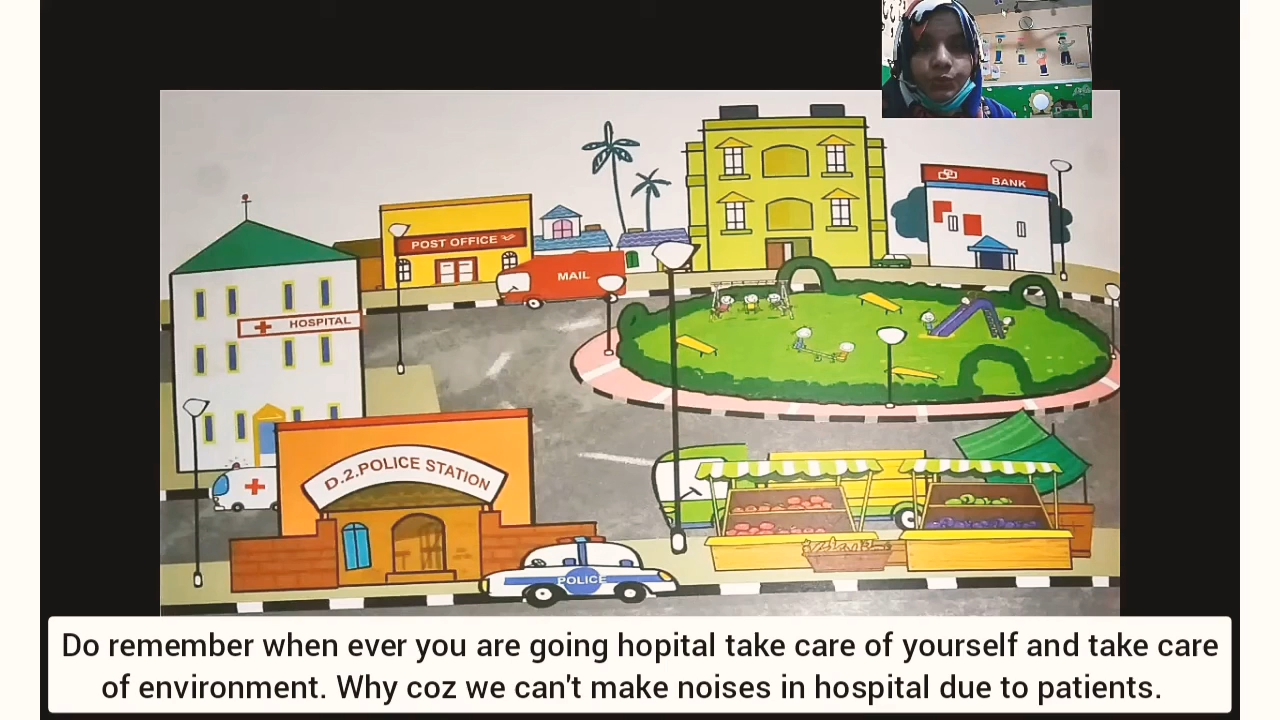 BANK
POST OFFICE
MAIL
HOSPITAL
D.2.POLICE STATION
POLICE
Do remember when ever you are going hopital take care of yourself and take care
of environment. Why coz we can't make noises in hospital due to patients.